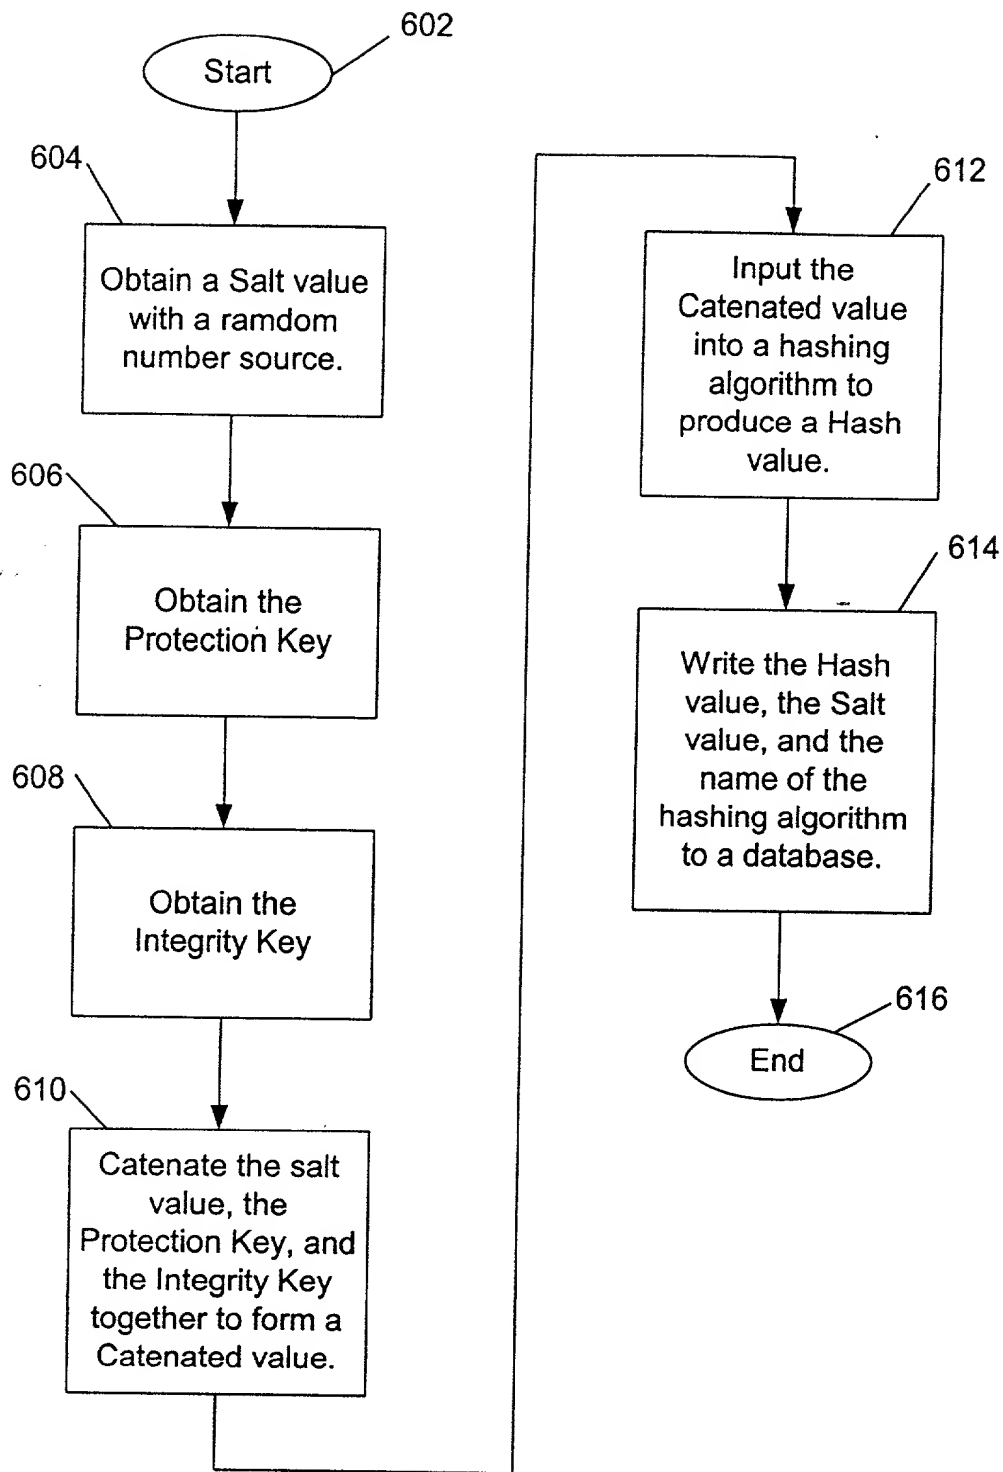 602
Start
604
Obtain a Salt value
with a ramdom
number source.
606
Obtain the
Protection Key
608
Obtain the
Integrity Key
610
Catenate the salt
value, the
Protection Key, and
the Integrity Key
together to form a
Catenated value.
612
Input the
Catenated value
into a hashing
algorithm to
produce a Hash
value.
614
Write the Hash
value, the Salt
value, and the
name of the
hashing algorithm
to a database.
616
End